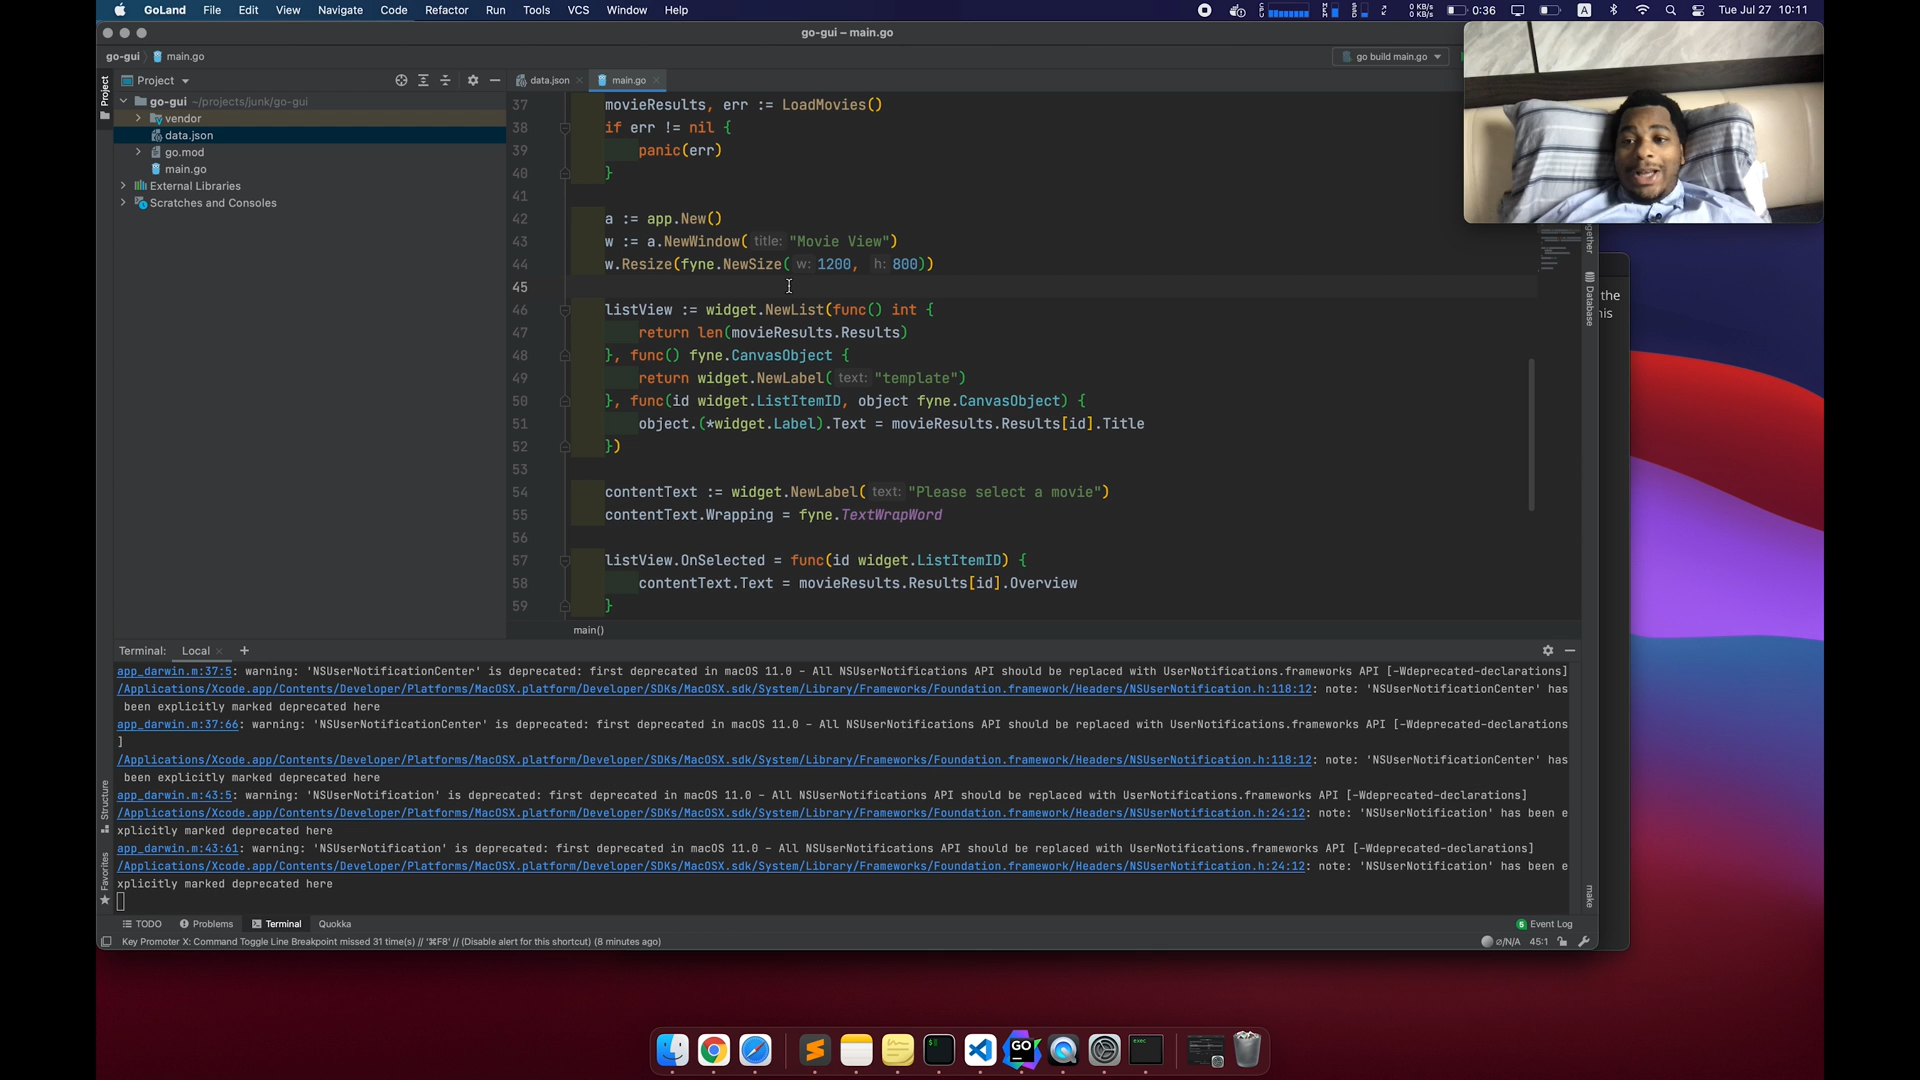 GoLand File Edit View Navigate Code Refactor Run Tools VCS Window Help
0 KB/s
0 KB/s
0:36
A
Tue Jul 27 10:11
go-gui – main.go
go-gui main.go
go build main.go
Project
Project
data.json
main.go
go-gui ~/projects/junk/go-gui
vendor
data.json
go.mod
main.go
External Libraries
Scratches and Consoles
37 movieResults, err := LoadMovies()
38 if err != nil {
39 panic(err)
40 }
41
42 a := app.New()
43 w := a.NewWindow( title: "Movie View")
44 w.Resize(fyne.NewSize( w: 1200, h: 800))
45
46 listView := widget.NewList(func() int {
47 return len(movieResults.Results)
48 }, func() fyne.CanvasObject {
49 return widget.NewLabel( text: "template")
50 }, func(id widget.ListItemID, object fyne.CanvasObject) {
51 object.(*widget.Label).Text = movieResults.Results[id].Title
52 })
53
54 contentText := widget.NewLabel( text: "Please select a movie")
55 contentText.Wrapping = fyne.TextWrapWord
56
57 listView.OnSelected = func(id widget.ListItemID) {
58 contentText.Text = movieResults.Results[id].Overview
59 }
main()
Database
the
his
Terminal: Local +
app_darwin.m:37:5: warning: 'NSUserNotificationCenter' is deprecated: first deprecated in macOS 11.0 - All NSUserNotifications API should be replaced with UserNotifications.frameworks API [-Wdeprecated-declarations]
/Applications/Xcode.app/Contents/Developer/Platforms/MacOSX.platform/Developer/SDKs/MacOSX.sdk/System/Library/Frameworks/Foundation.framework/Headers/NSUserNotification.h:118:12: note: 'NSUserNotificationCenter' has
been explicitly marked deprecated here
app_darwin.m:37:66: warning: 'NSUserNotificationCenter' is deprecated: first deprecated in macOS 11.0 - All NSUserNotifications API should be replaced with UserNotifications.frameworks API [-Wdeprecated-declarations
]
/Applications/Xcode.app/Contents/Developer/Platforms/MacOSX.platform/Developer/SDKs/MacOSX.sdk/System/Library/Frameworks/Foundation.framework/Headers/NSUserNotification.h:118:12: note: 'NSUserNotificationCenter' has
been explicitly marked deprecated here
app_darwin.m:43:5: warning: 'NSUserNotification' is deprecated: first deprecated in macOS 11.0 - All NSUserNotifications API should be replaced with UserNotifications.frameworks API [-Wdeprecated-declarations]
/Applications/Xcode.app/Contents/Developer/Platforms/MacOSX.platform/Developer/SDKs/MacOSX.sdk/System/Library/Frameworks/Foundation.framework/Headers/NSUserNotification.h:24:12: note: 'NSUserNotification' has been e
xplicitly marked deprecated here
app_darwin.m:43:61: warning: 'NSUserNotification' is deprecated: first deprecated in macOS 11.0 - All NSUserNotifications API should be replaced with UserNotifications.frameworks API [-Wdeprecated-declarations]
/Applications/Xcode.app/Contents/Developer/Platforms/MacOSX.platform/Developer/SDKs/MacOSX.sdk/System/Library/Frameworks/Foundation.framework/Headers/NSUserNotification.h:24:12: note: 'NSUserNotification' has been e
xplicitly marked deprecated here
Structure
Favorites
make
TODO Problems Terminal Quokka
5 Event Log
Key Promoter X: Command Toggle Line Breakpoint missed 31 time(s) // '⌘F8' // (Disable alert for this shortcut) (8 minutes ago)
⌀/N/A 45:1
GO